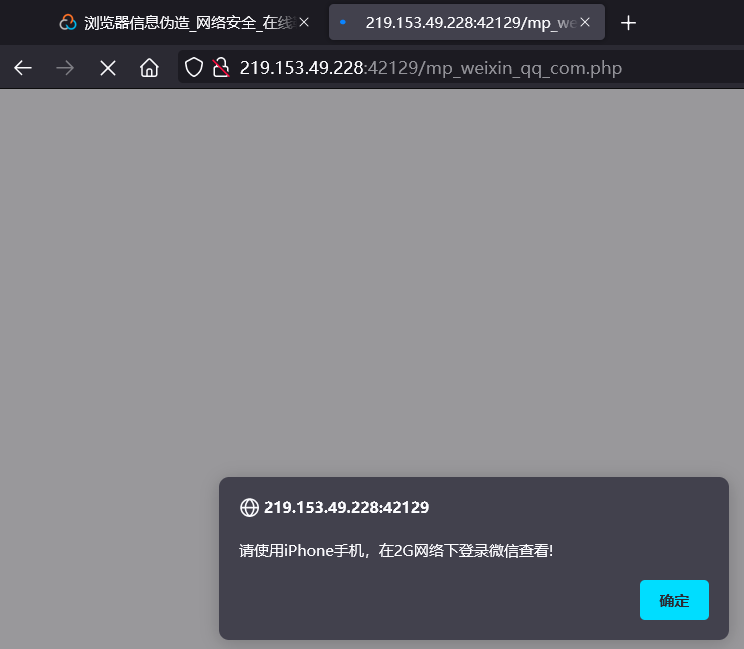 浏览器信息伪造_网络安全_在线
219.153.49.228:42129/mp_we
219.153.49.228:42129/mp_weixin_qq_com.php
219.153.49.228:42129
请使用iPhone手机，在2G网络下登录微信查看!
确定